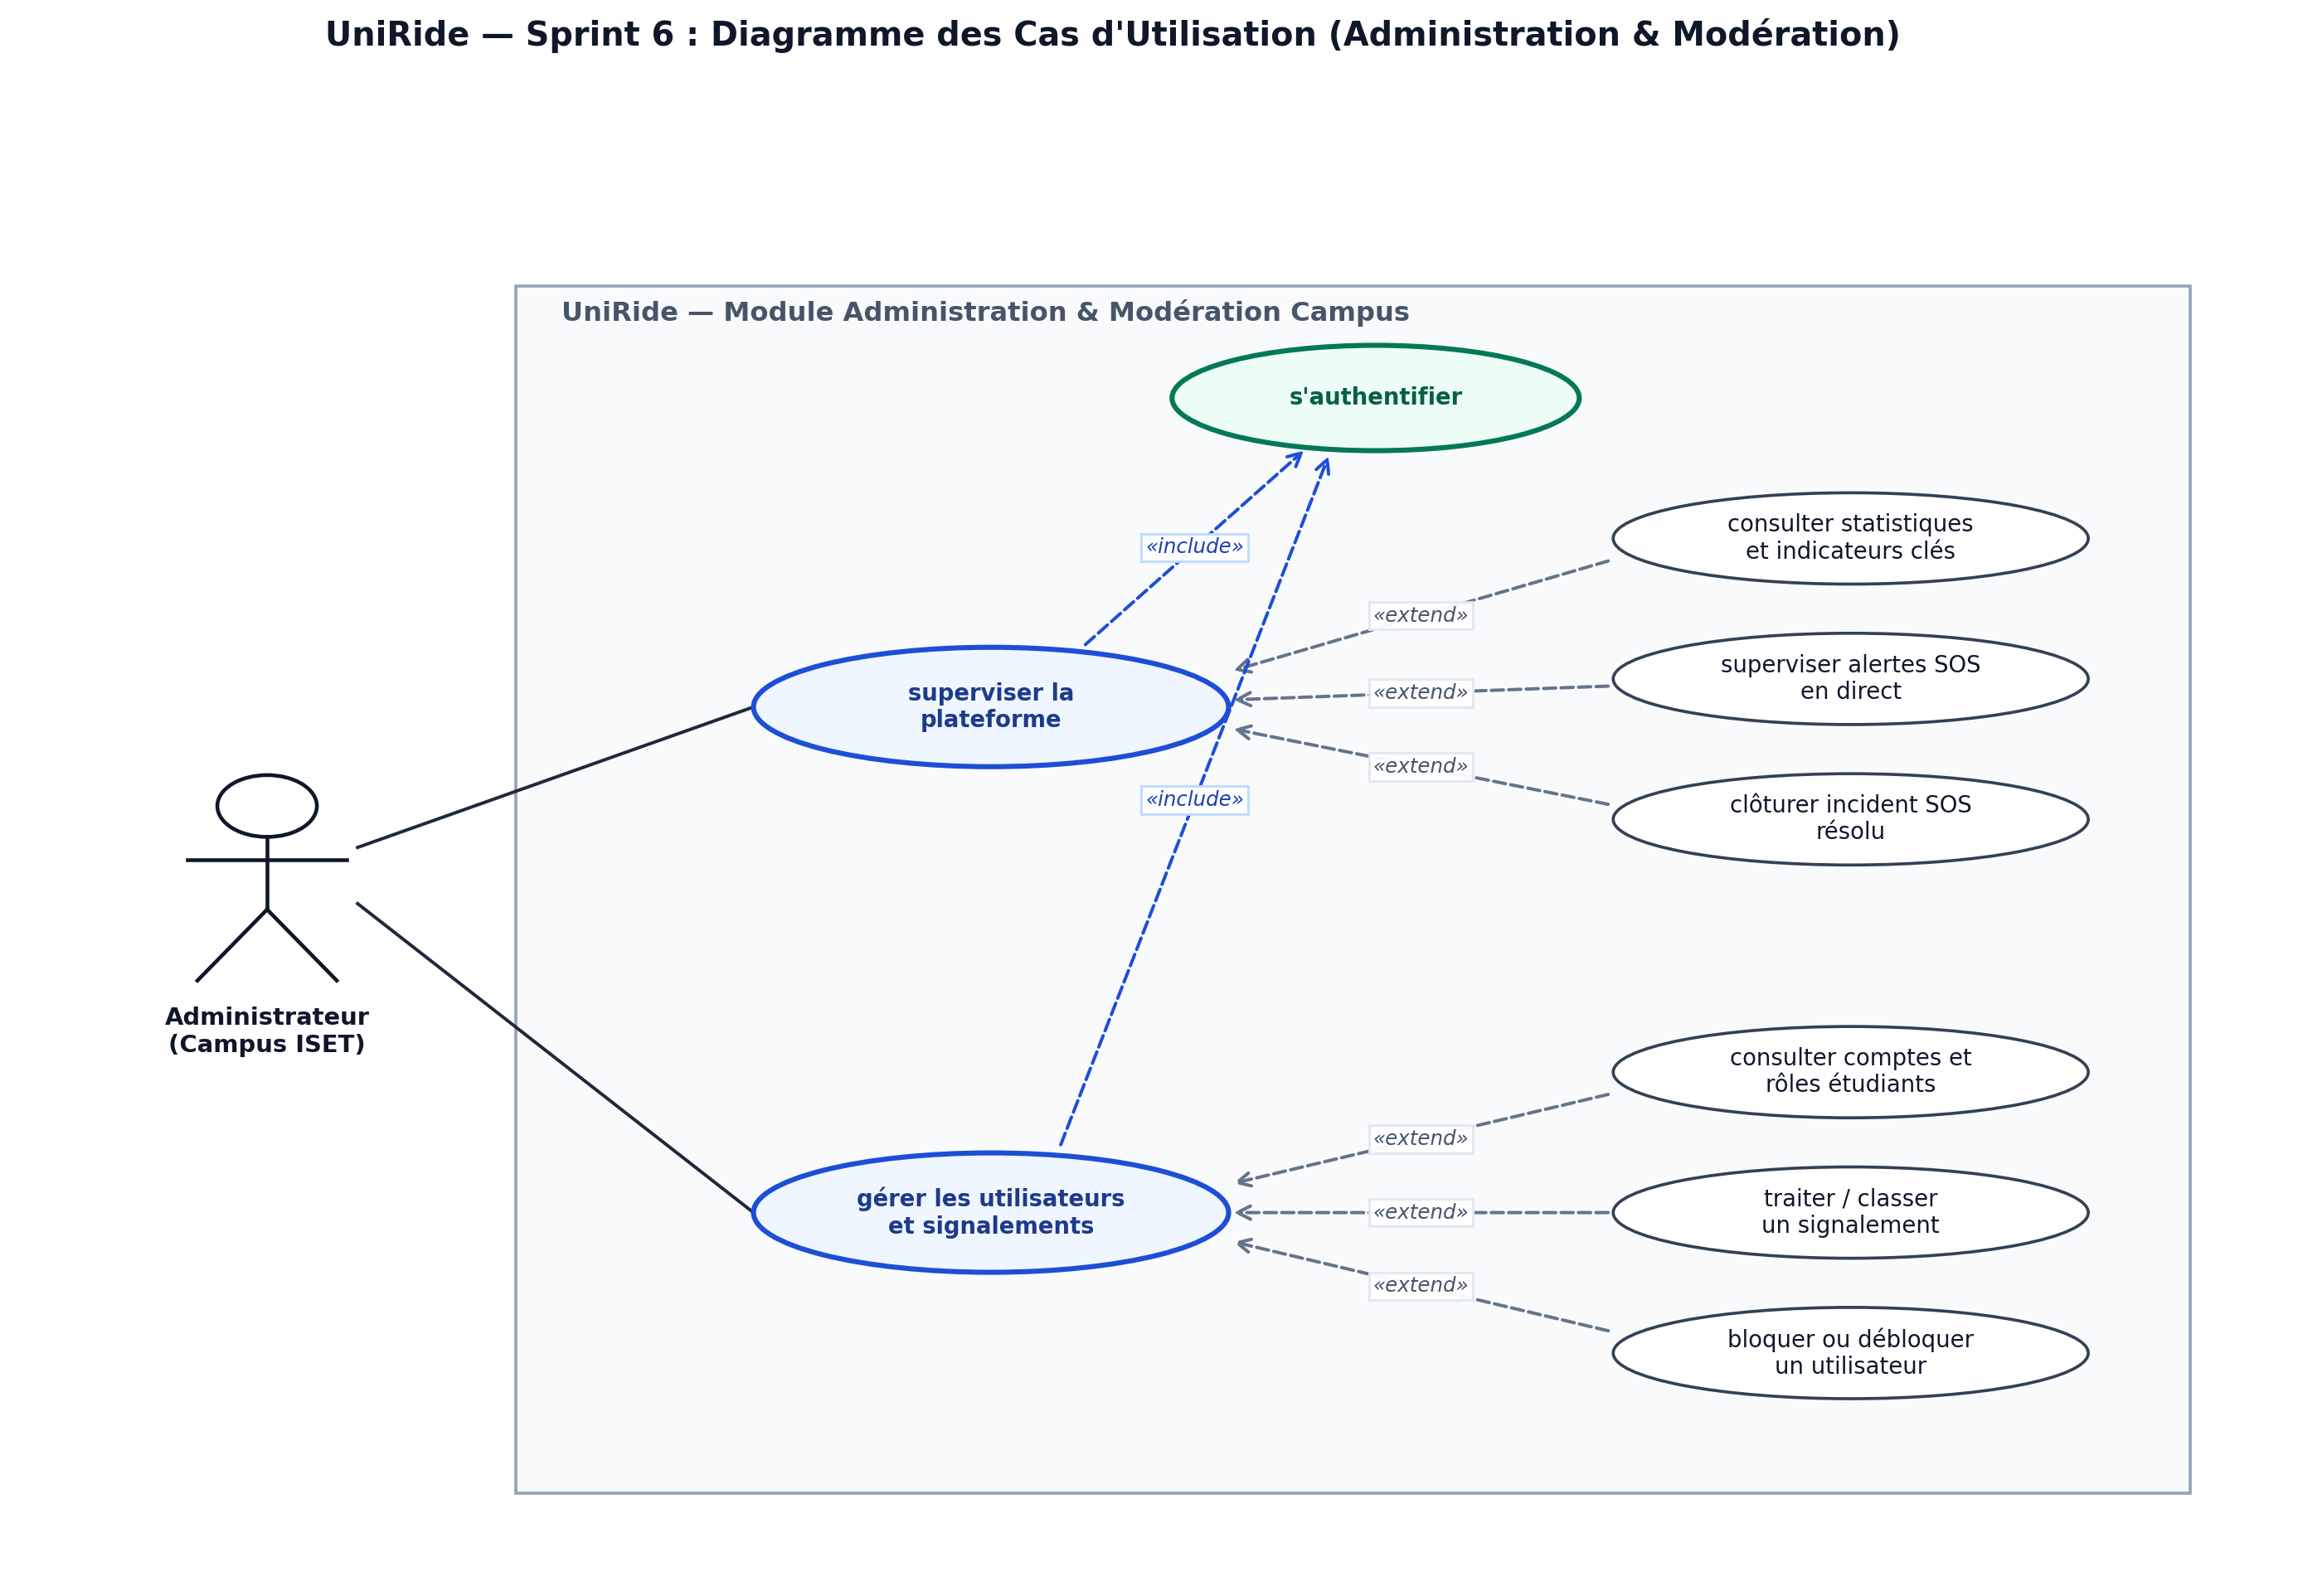 UniRide — Sprint 6 : Diagramme des Cas d'Utilisation (Administration & Modération)
UniRide — Module Administration & Modération Campus
s'authentifier
consulter statistiques
et indicateurs clés
«include»
«extend»
superviser alertes SOS
en direct
superviser la
plateforme
«extend»
«extend»
clôturer incident SOS
résolu
«include»
Administrateur
(Campus ISET)
consulter comptes et
rôles étudiants
«extend»
gérer les utilisateurs
et signalements
«extend»
traiter / classer
un signalement
«extend»
bloquer ou débloquer
un utilisateur